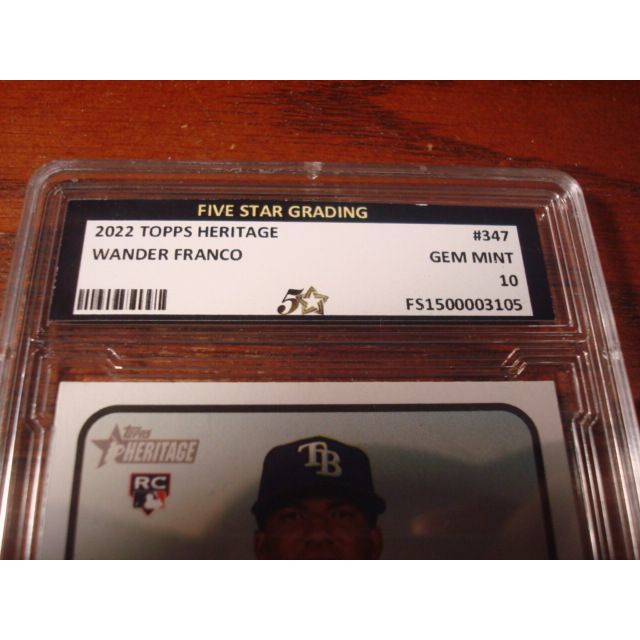 FIVE STAR GRADING
2022 TOPPS HERITAGE #347
WANDER FRANCO GEM MINT
10
5 FS1500003105
Topps
HERITAGE
RC
TB